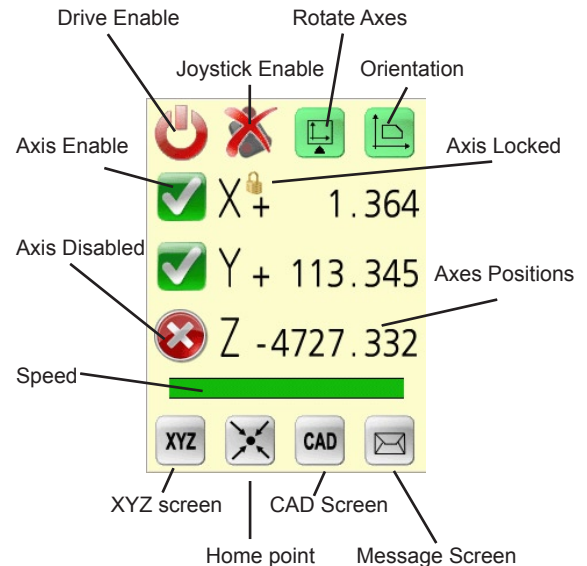 Drive Enable
Rotate Axes
Joystick Enable
Orientation
Axis Enable
Axis Locked
X + 1.364
Axis Disabled
Y + 113.345
Axes Positions
Z -4727.332
Speed
XYZ
CAD
XYZ screen
CAD Screen
Home point
Message Screen